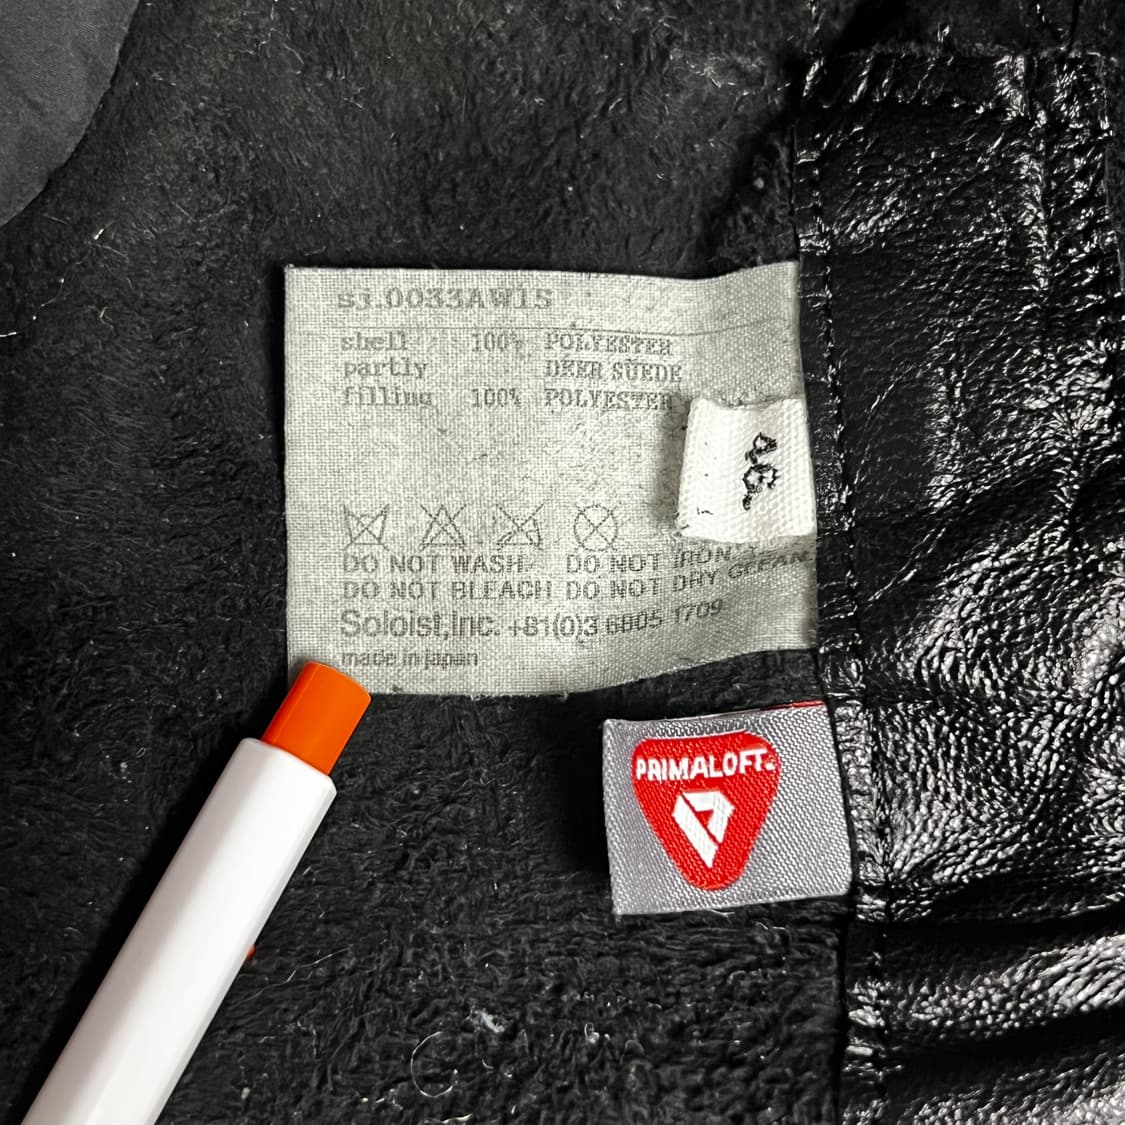 sj.0033AW15
shell 100% POLYESTER
partly DEER SUEDE
filling 100% POLYESTER
46
DO NOT WASH DO NOT IRON
DO NOT BLEACH DO NOT DRY CLEAN
Soloist,inc. +81(0)3 6805 1709
made in japan
PRIMALOFT